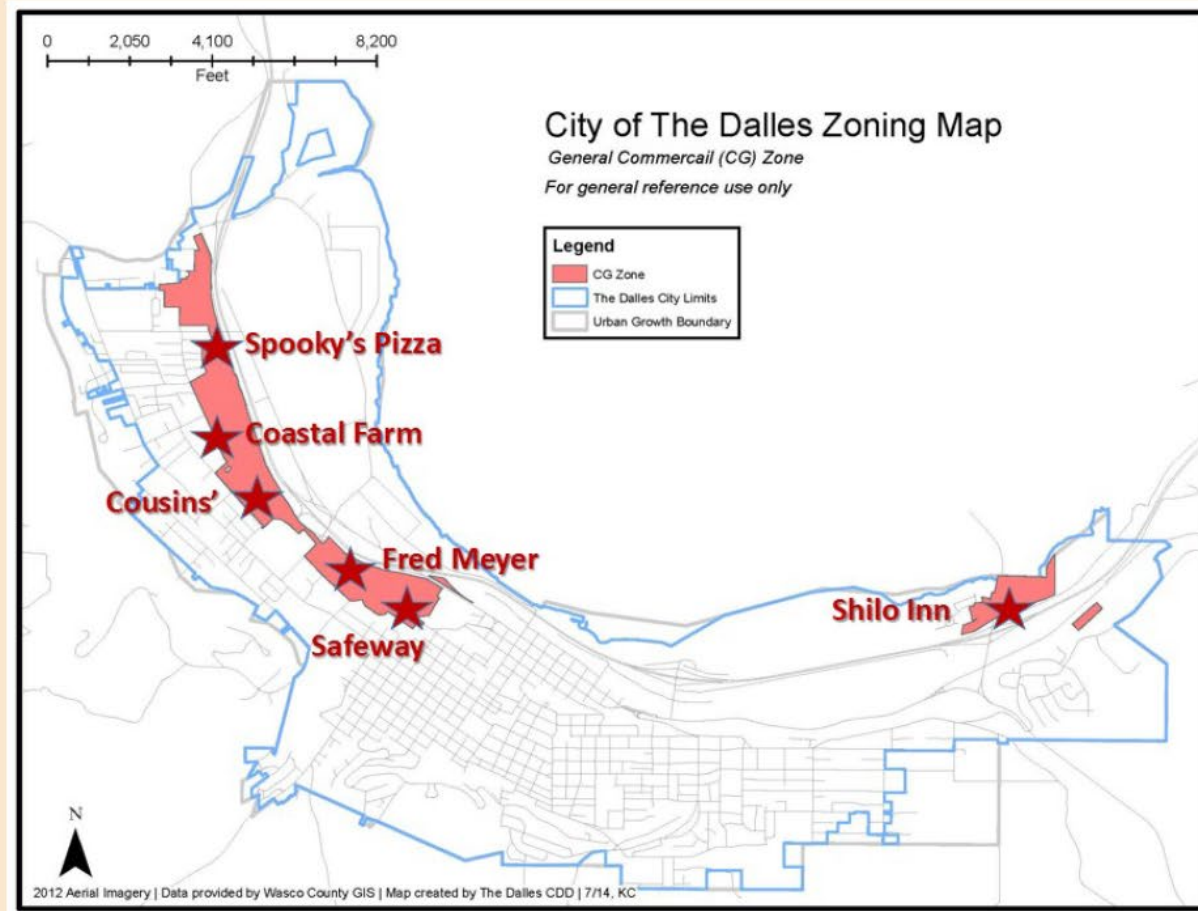 0 2,050 4,100 8,200
Feet
City of The Dalles Zoning Map
General Commercail (CG) Zone
For general reference use only
Legend
CG Zone
The Dalles City Limits
Urban Growth Boundary
Spooky's Pizza
Coastal Farm
Cousins'
Fred Meyer
Shilo Inn
Safeway
N
2012 Aerial Imagery | Data provided by Wasco County GIS | Map created by The Dalles CDD | 7/14, KC